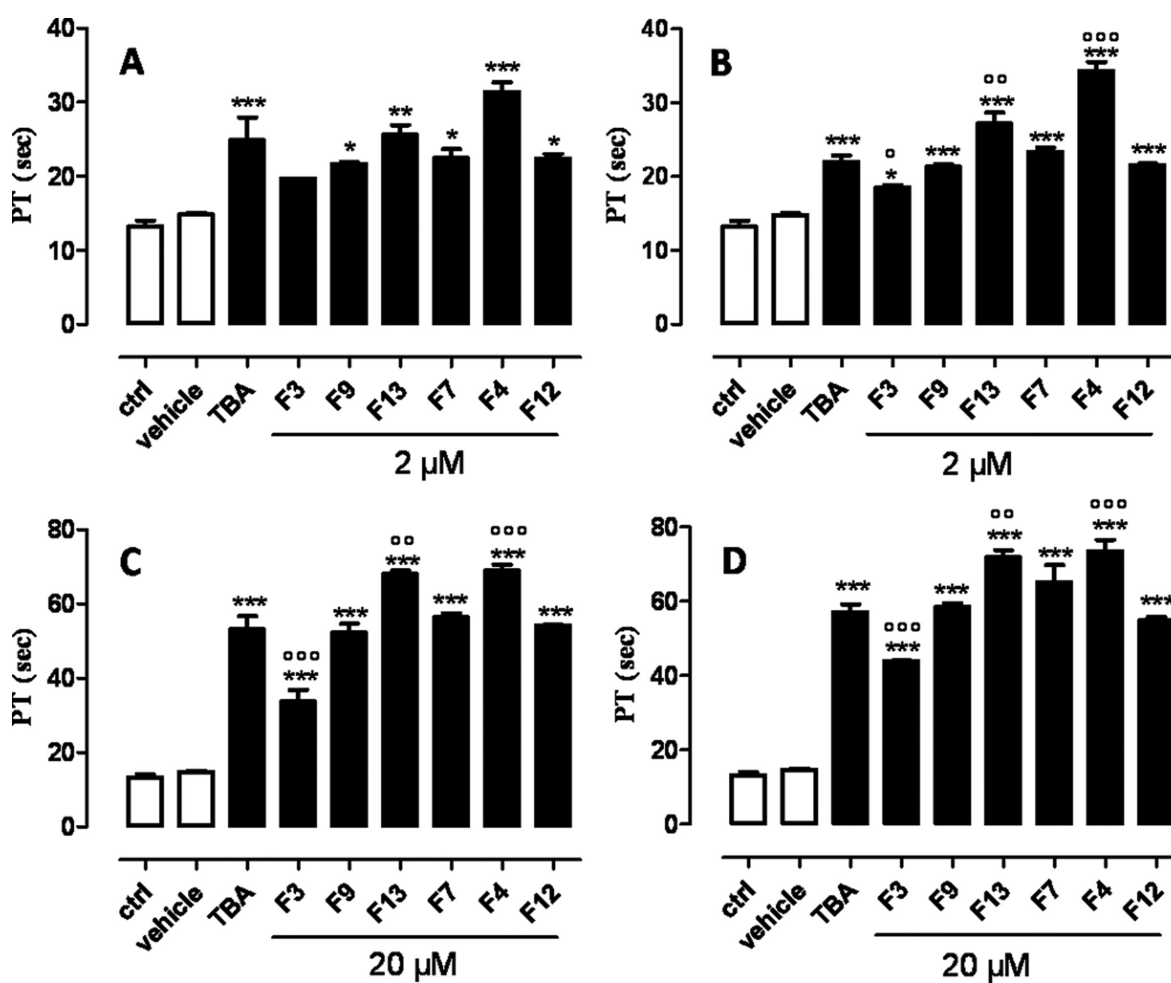 A
PT (sec)
40
30
20
10
0
***
*
**
*
***
*
ctrl
vehicle
TBA
F3
F9
F13
F7
F4
F12
2 µM
B
PT (sec)
40
30
20
10
0
***
°
*
***
°°
***
***
°°°
***
***
ctrl
vehicle
TBA
F3
F9
F13
F7
F4
F12
2 µM
C
PT (sec)
80
60
40
20
0
***
°°°
***
***
°°
***
***
°°°
***
***
ctrl
vehicle
TBA
F3
F9
F13
F7
F4
F12
20 µM
D
PT (sec)
80
60
40
20
0
***
°°°
***
***
°°
***
***
°°°
***
***
ctrl
vehicle
TBA
F3
F9
F13
F7
F4
F12
20 µM